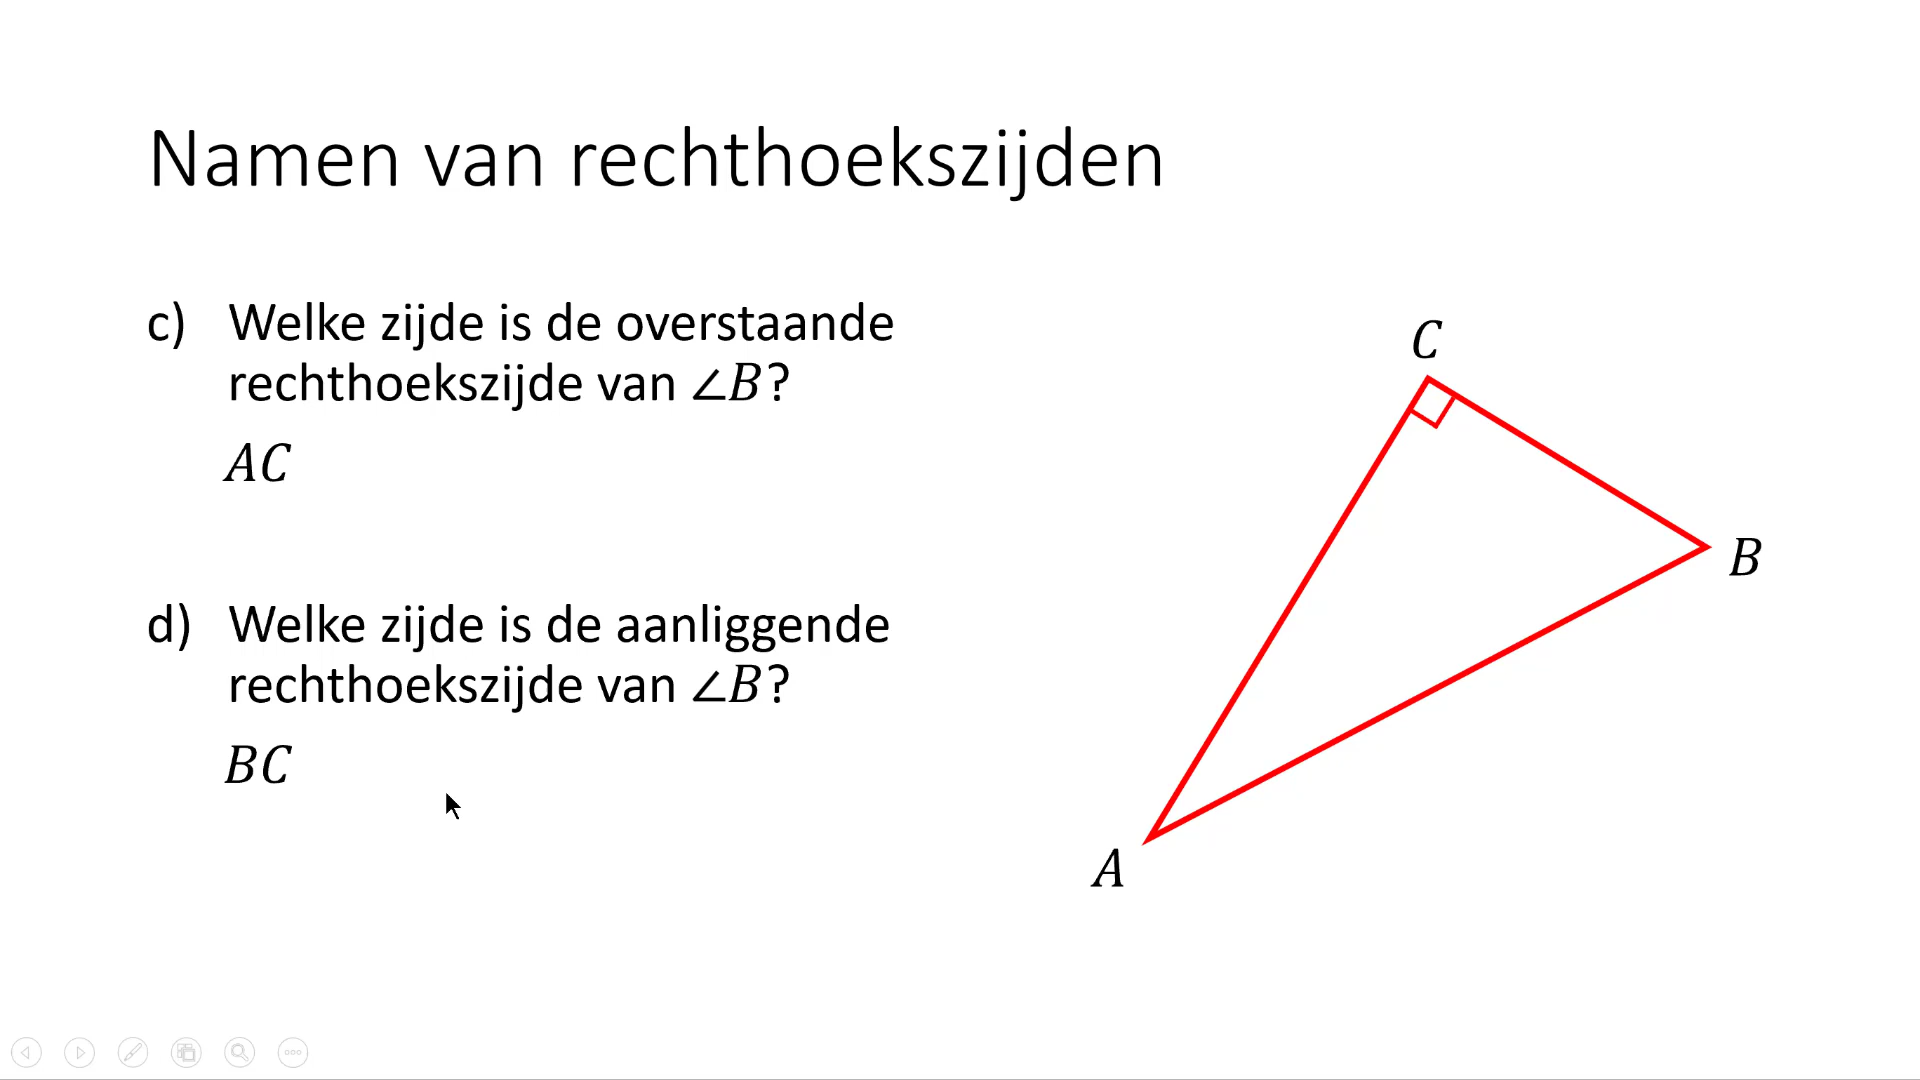 Namen van rechthoekszijden
c) Welke zijde is de overstaande
rechthoekszijde van ∠B?
AC
d) Welke zijde is de aanliggende
rechthoekszijde van ∠B?
BC
C
B
A